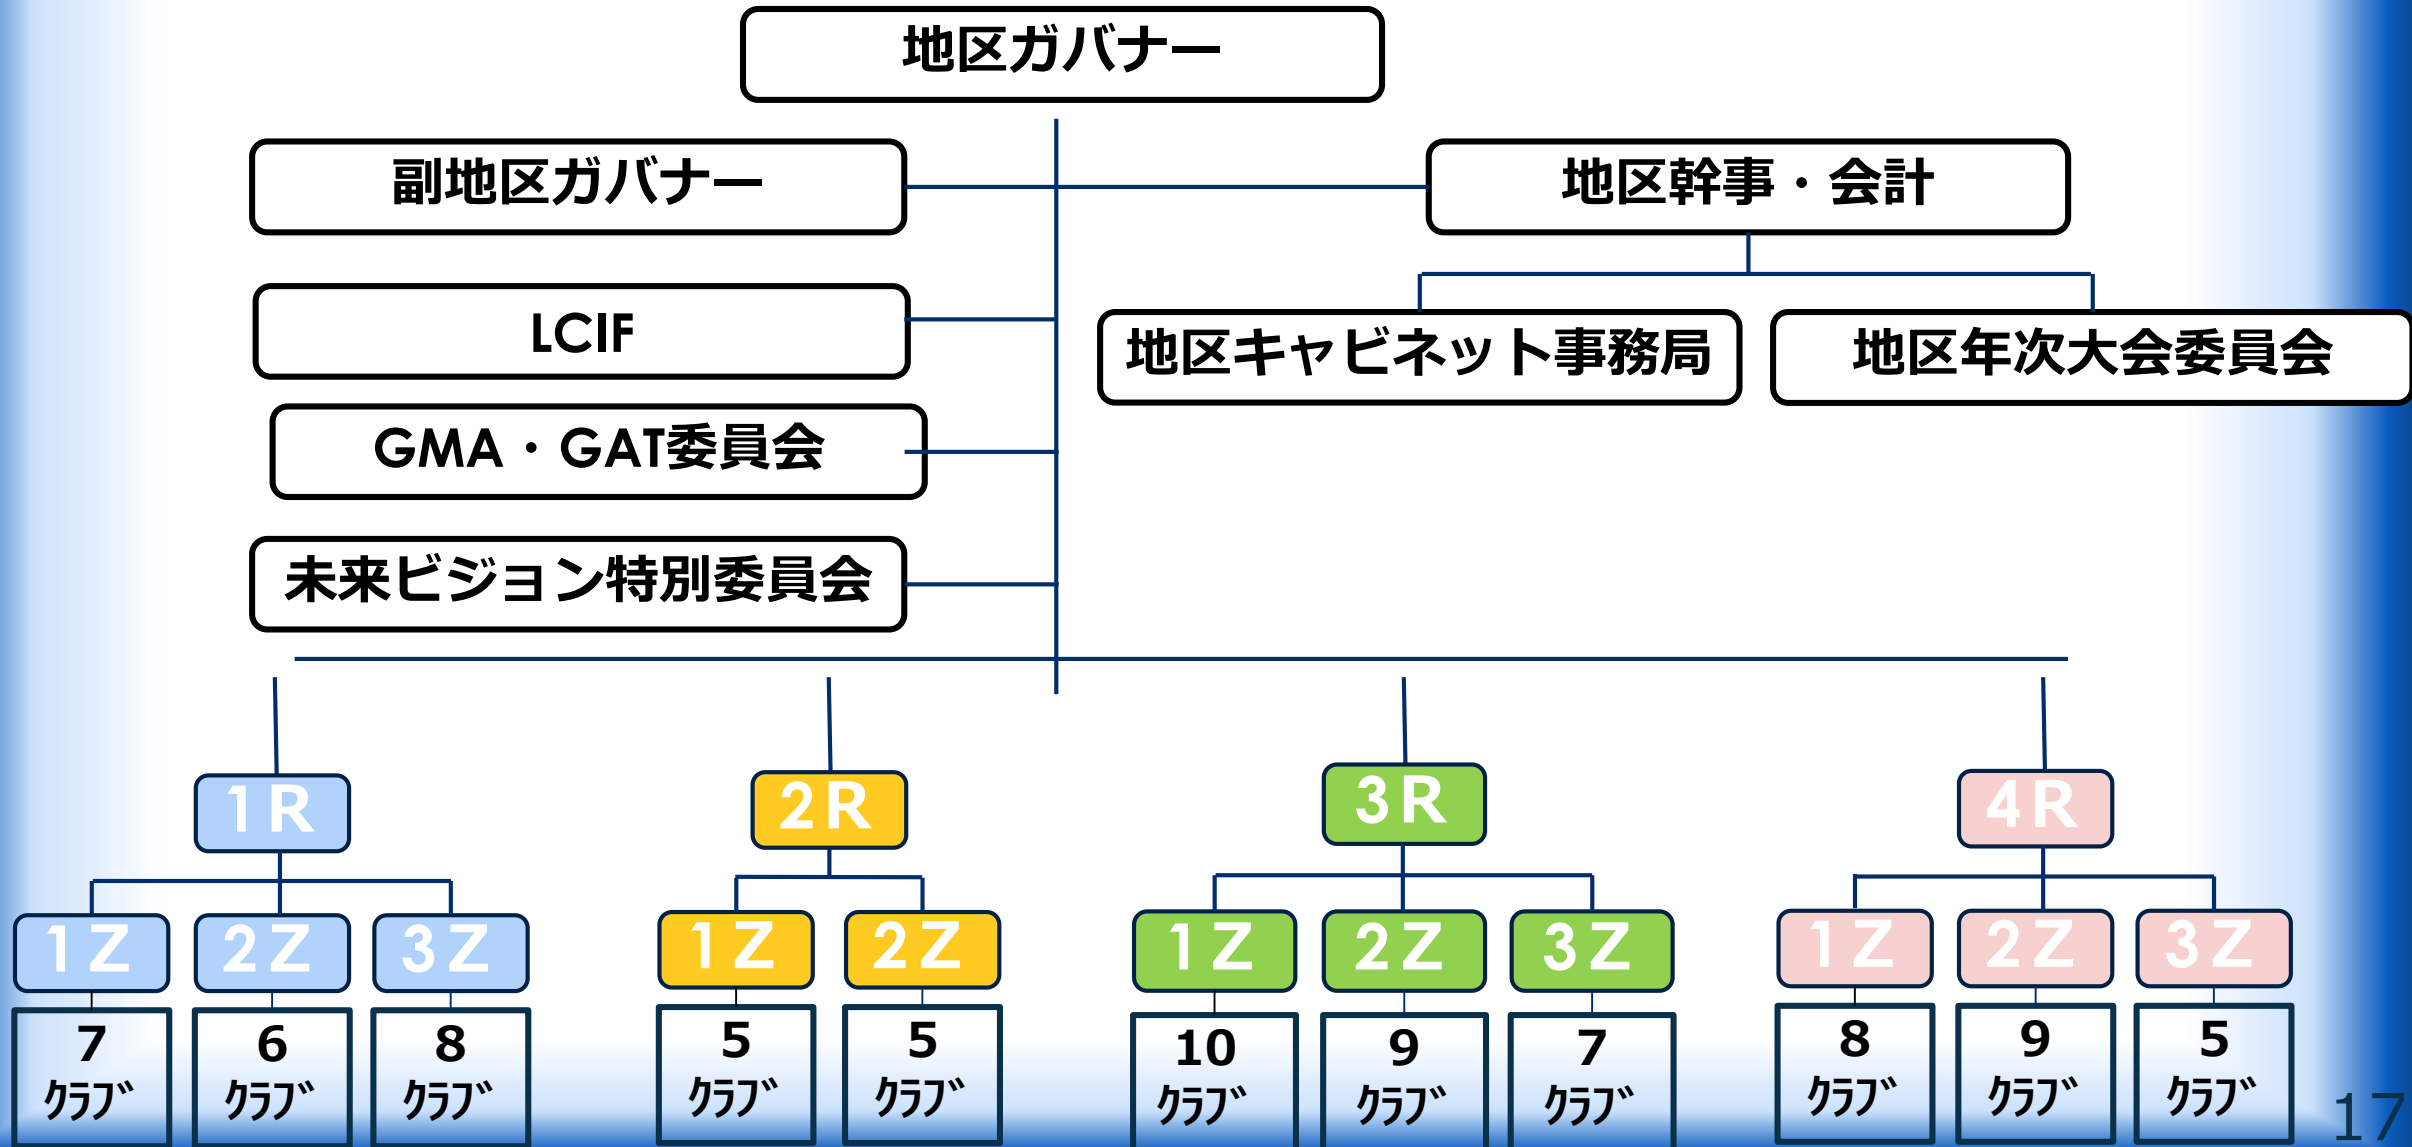 地区ガバナー
副地区ガバナー
地区幹事・会計
LCIF
地区キャビネット事務局
地区年次大会委員会
GMA・GAT委員会
未来ビジョン特別委員会
1R
2R
3R
4R
1Z
2Z
3Z
1Z
2Z
1Z
2Z
3Z
1Z
2Z
3Z
7
ｸﾗﾌﾞ
6
ｸﾗﾌﾞ
8
ｸﾗﾌﾞ
5
ｸﾗﾌﾞ
5
ｸﾗﾌﾞ
10
ｸﾗﾌﾞ
9
ｸﾗﾌﾞ
7
ｸﾗﾌﾞ
8
ｸﾗﾌﾞ
9
ｸﾗﾌﾞ
5
ｸﾗﾌﾞ
17